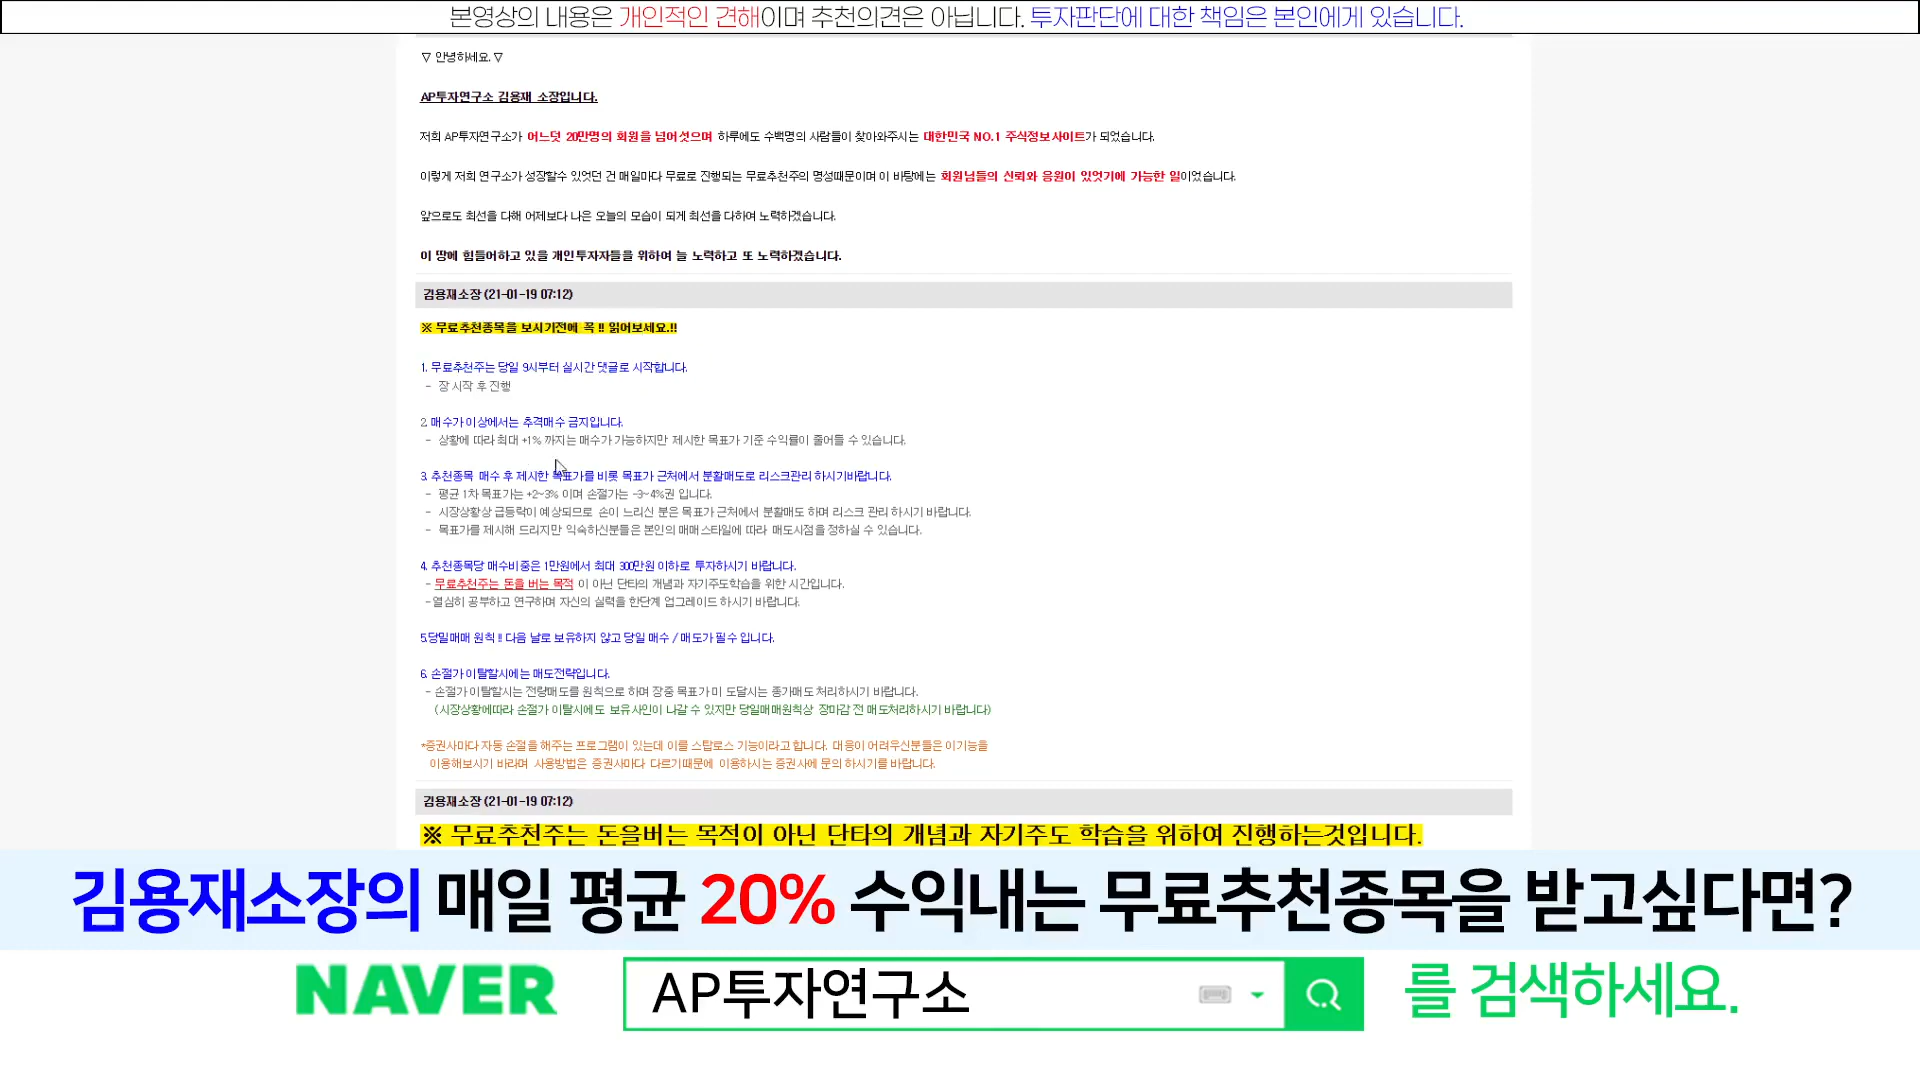 본영상의 내용은 개인적인 견해이며 추천의견은 아닙니다. 투자판단에 대한 책임은 본인에게 있습니다.
▽ 안녕하세요. ▽
AP투자연구소 김용재 소장입니다.
저희 AP투자연구소가 어느덧 20만명의 회원을 넘어섯으며 하루에도 수백명의 사람들이 찾아와주시는 대한민국 NO.1 주식정보사이트가 되었습니다.
이렇게 저희 연구소가 성장할수 있엇던 건 매일마다 무료로 진행되는 무료추천주의 명성때문이며 이 바탕에는 회원님들의 신뢰와 응원이 있엇기에 가능한 일이었습니다.
앞으로도 최선을 다해 어제보다 나은 오늘의 모습이 되게 최선을 다하여 노력하겠습니다.
이 땅에 힘들어하고 있을 개인투자자들을 위하여 늘 노력하고 또 노력하겠습니다.
김용재소장 (21-01-19 07:12)
※ 무료추천종목을 보시기전에 꼭 !! 읽어보세요.!!
1. 무료추천주는 당일 9시부터 실시간 댓글로 시작합니다.
- 장 시작 후 진행
2. 매수가 이상에서는 추격매수 금지입니다.
- 상황에 따라 최대 +1% 까지는 매수가 가능하지만 제시한 목표가 기준 수익률이 줄어들 수 있습니다.
3. 추천종목 매수 후 제시한 목표가를 비롯 목표가 근처에서 분활매도로 리스크관리 하시기바랍니다.
- 평균 1차 목표가는 +2~3% 이며 손절가는 -3~4%권 입니다.
- 시장상황상 급등락이 예상되므로 손이 느리신 분은 목표가 근처에서 분활매도 하며 리스크 관리 하시기 바랍니다.
- 목표가를 제시해 드리지만 익숙하신분들은 본인의 매매 스타일에 따라 매도시점을 정하실 수 있습니다.
4. 추천종목당 매수비중은 1만원에서 최대 300만원 이하로 투자하시기 바랍니다.
- 무료추천주는 돈을 버는 목적 이 아닌 단타의 개념과 자기주도학습을 위한 시간입니다.
- 열심히 공부하고 연구하며 자신의 실력을 한단계 업그레이드 하시기 바랍니다.
5.당일매매 원칙 !! 다음 날로 보유하지 않고 당일 매수 / 매도가 필수 입니다.
6. 손절가 이탈할시에는 매도전략입니다.
- 손절가 이탈할시는 전량매도를 원칙으로 하며 장중 목표가 미 도달시는 종가매도 처리하시기 바랍니다.
(시장상황에따라 손절가 이탈시에도 보유사인이 나갈 수 있지만 당일매매원칙상 장마감 전 매도처리하시기 바랍니다)
*증권사마다 자동 손절을 해주는 프로그램이 있는데 이를 스탑로스 기능이라고 합니다. 대응이 어려우신분들은 이기능을
이용해보시기 바라며 사용방법은 증권사마다 다르기때문에 이용하시는 증권사에 문의 하시기를 바랍니다.
김용재소장 (21-01-19 07:12)
※ 무료추천주는 돈을버는 목적이 아닌 단타의 개념과 자기주도 학습을 위하여 진행하는것입니다.
김용재소장의 매일 평균 20% 수익내는 무료추천종목을 받고싶다면?
NAVER AP투자연구소 를 검색하세요.